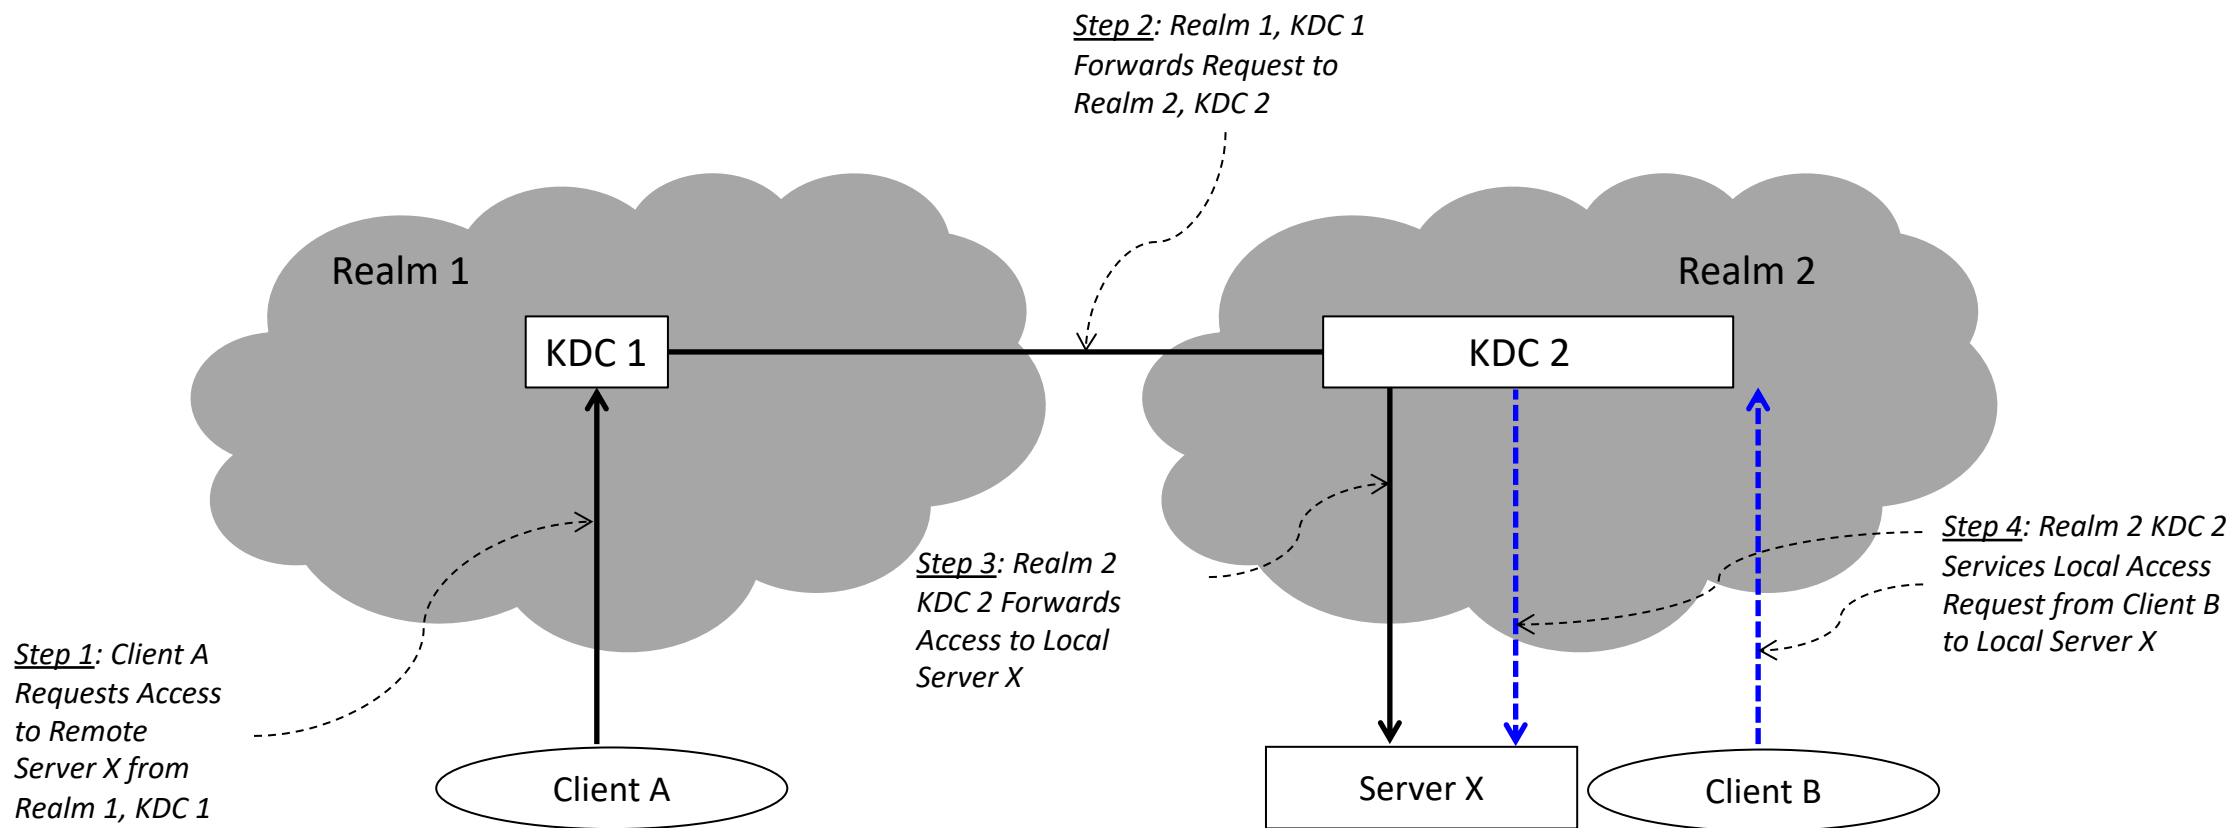 Step 2: Realm 1, KDC 1
Forwards Request to
Realm 2, KDC 2
Realm 1
Realm 2
KDC 1
KDC 2
Step 1: Client A
Requests Access
to Remote
Server X from
Realm 1, KDC 1
Step 3: Realm 2
KDC 2 Forwards
Access to Local
Server X
Step 4: Realm 2 KDC 2
Services Local Access
Request from Client B
to Local Server X
Client A
Server X
Client B